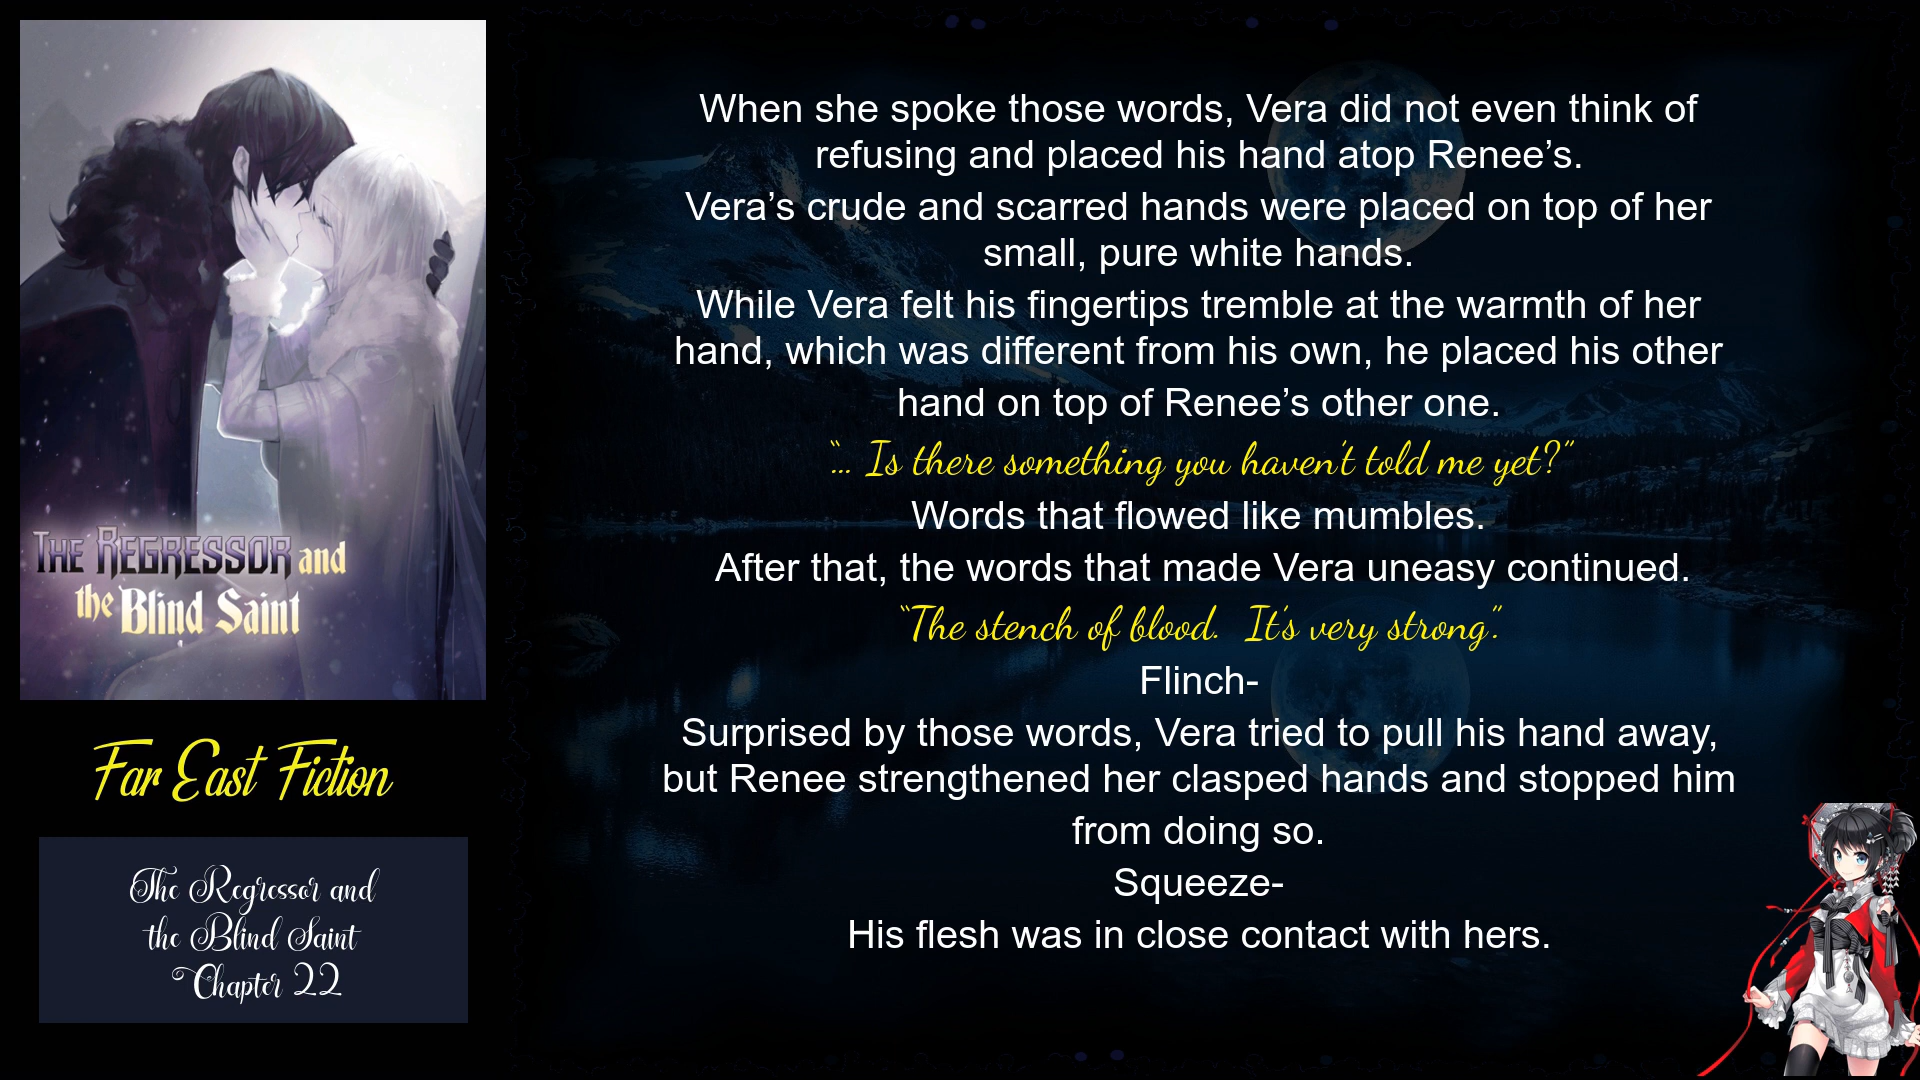 THE REGRESSOR and
the Blind Saint
Far East Fiction
The Regressor and
the Blind Saint
Chapter 22
When she spoke those words, Vera did not even think of
refusing and placed his hand atop Renee’s.
Vera’s crude and scarred hands were placed on top of her
small, pure white hands.
While Vera felt his fingertips tremble at the warmth of her
hand, which was different from his own, he placed his other
hand on top of Renee’s other one.
“… Is there something you haven’t told me yet?”
Words that flowed like mumbles.
After that, the words that made Vera uneasy continued.
“The stench of blood.  It’s very strong.”
Flinch-
Surprised by those words, Vera tried to pull his hand away,
but Renee strengthened her clasped hands and stopped him
from doing so.
Squeeze-
His flesh was in close contact with hers.